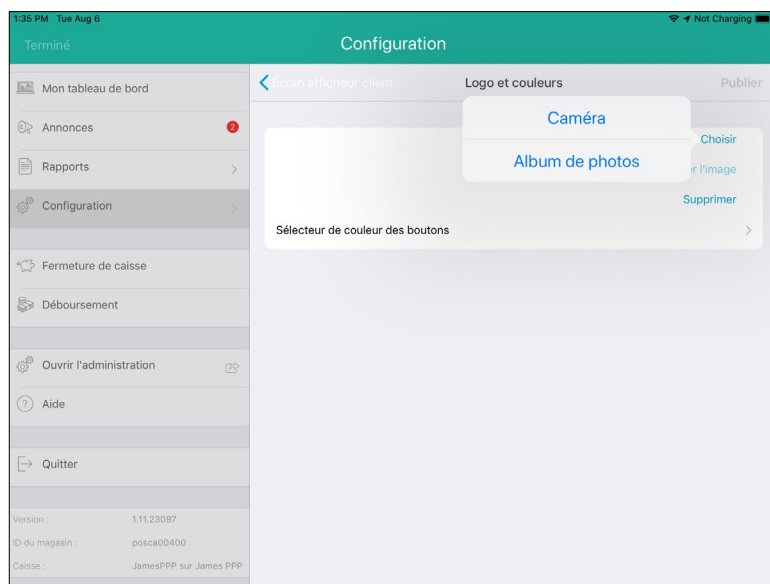 1:35 PM Tue Aug 6
Not Charging
Terminé
Configuration
Mon tableau de bord
Annonces
2
Rapports
Configuration
Fermeture de caisse
Déboursement
Ouvrir l'administration
Aide
Quitter
Version :
1.11.23097
ID du magasin :
posca00400
Caisse :
JamesPPP sur James PPP
Écran afficheur client
Logo et couleurs
Publier
Caméra
Album de photos
Choisir
er l'image
Supprimer
Sélecteur de couleur des boutons